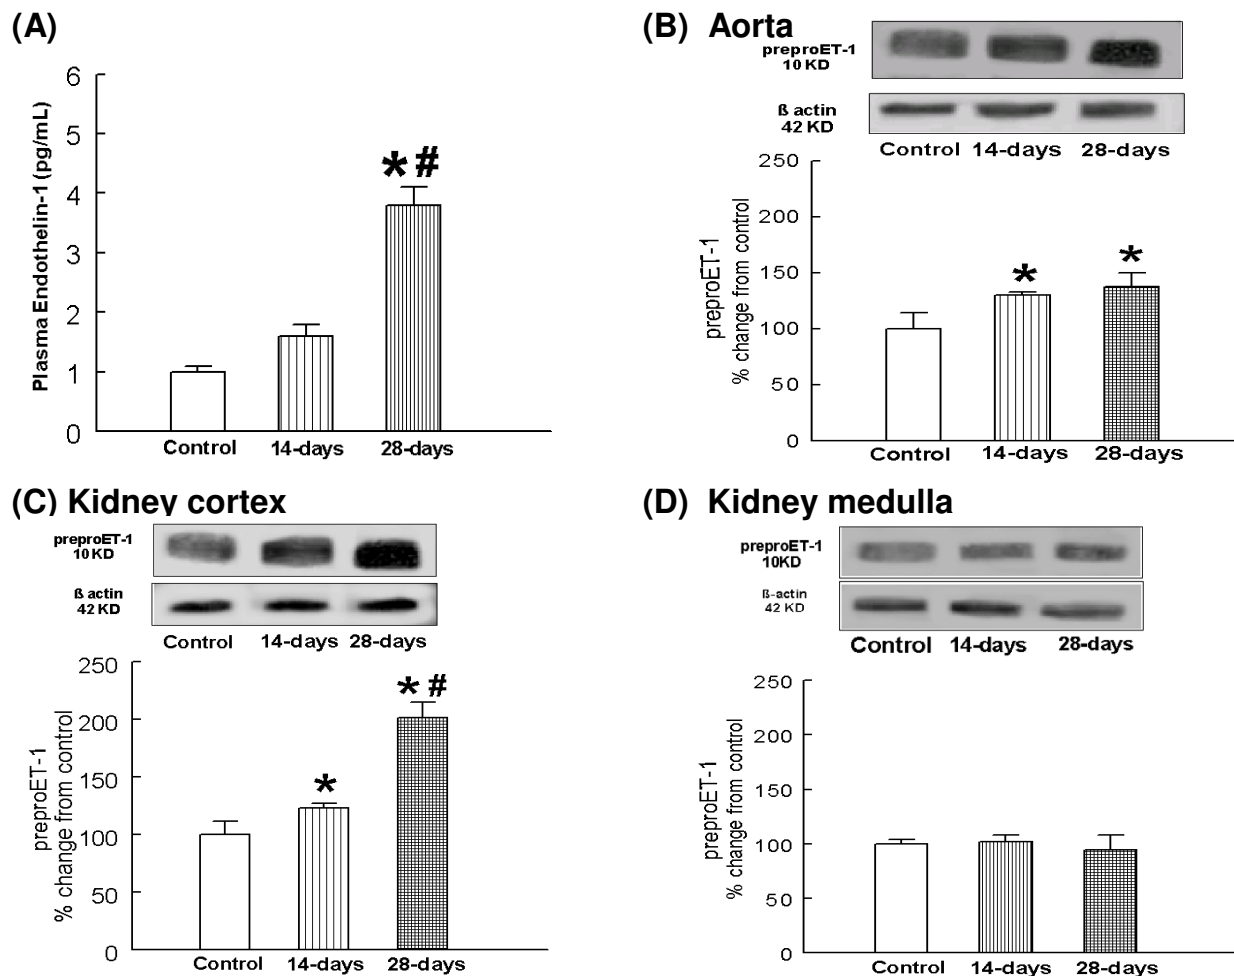 (A)
Plasma Endothelin-1 (pg/mL)
6
5
4
3
2
1
0
*#
Control 14-days 28-days
(B) Aorta
preproET-1
10 KD
ß actin
42 KD
Control 14-days 28-days
preproET-1
% change from control
250
200
150
100
50
0
* *
Control 14-days 28-days
(C) Kidney cortex
preproET-1
10KD
ß actin
42 KD
Control 14-days 28-days
preproET-1
% change from control
250
200
150
100
50
0
* *#
Control 14-days 28-days
(D) Kidney medulla
preproET-1
10KD
ß-actin
42 KD
Control 14-days 28-days
preproET-1
% change from control
250
200
150
100
50
0
Control 14-days 28-days